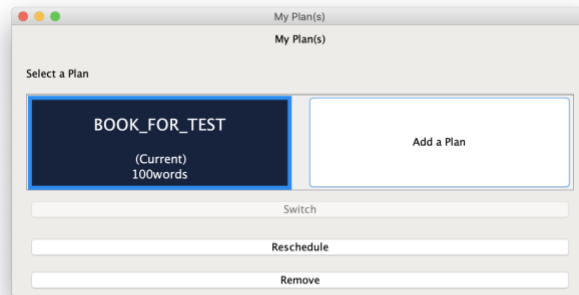 My Plan(s)
My Plan(s)
Select a Plan
BOOK_FOR_TEST
(Current)
100words
Add a Plan
Switch
Reschedule
Remove